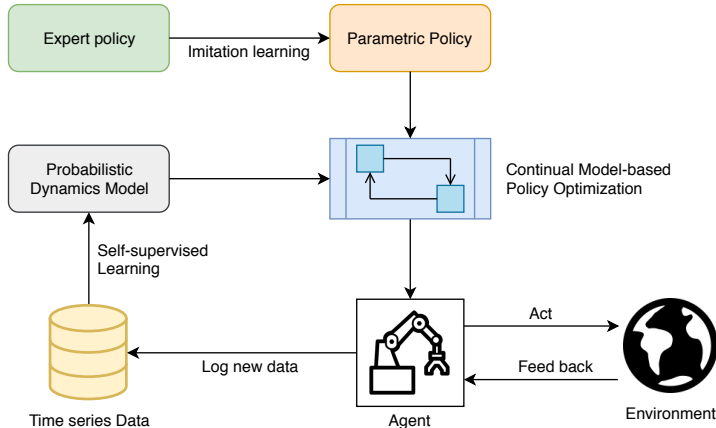 Expert policy
Imitation learning
Parametric Policy
Probabilistic
Dynamics Model
Continual Model-based
Policy Optimization
Self-supervised
Learning
Act
Log new data
Feed back
Time series Data
Agent
Environment